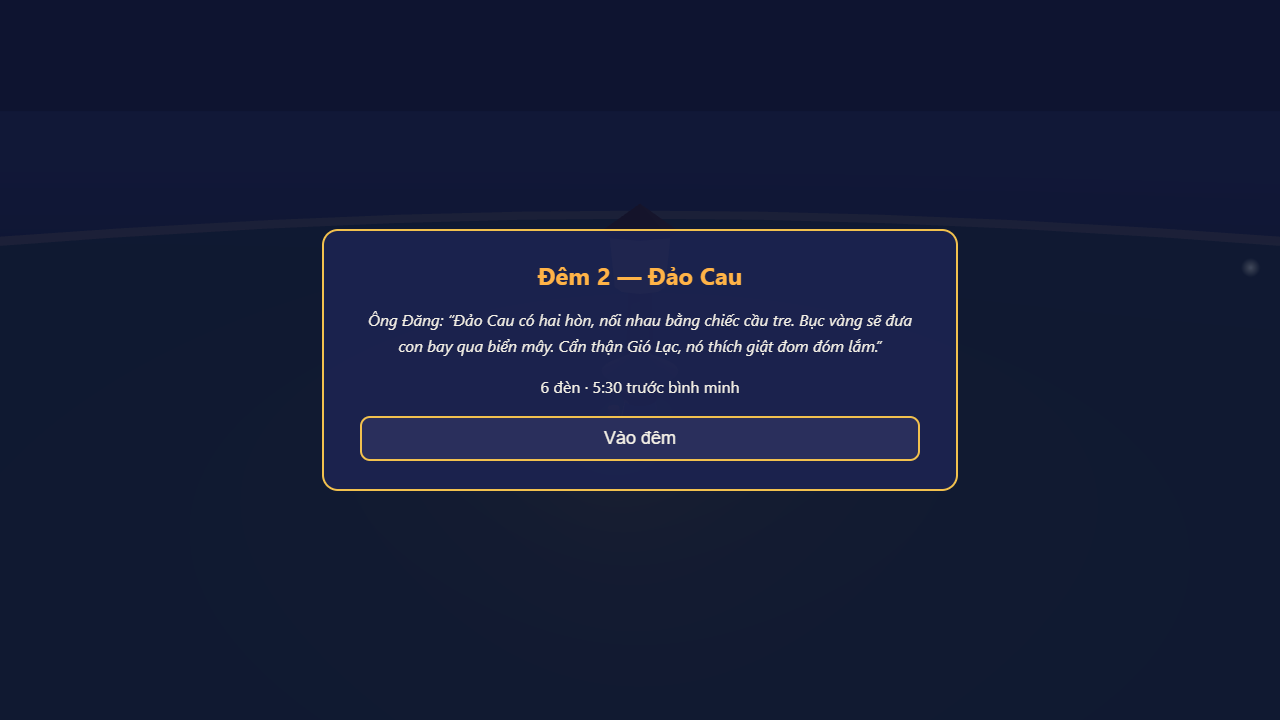 Đêm 2 — Đảo Cau
Ông Đăng: “Đảo Cau có hai hòn, nối nhau bằng chiếc cầu tre. Bục vàng sẽ đưa
con bay qua biển mây. Cẩn thận Gió Lạc, nó thích giật đom đóm lắm.”
6 đèn · 5:30 trước bình minh
Vào đêm